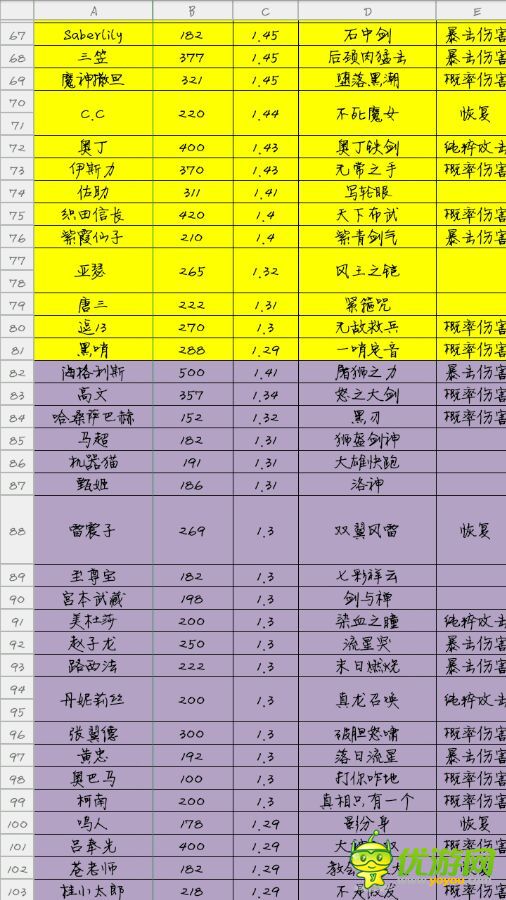 A B C D E
67 Saberlily 182 1.45 石中剑 暴击伤害
68 三笠 377 1.45 后颈肉猛击 暴击伤害
69 魔神撒旦 321 1.45 堕落黑潮 概率伤害
70
71 C.C 220 1.44 不死魔女 恢复
72 奥丁 400 1.43 奥丁铁剑 纯粹攻击
73 伊斯力 370 1.43 无常之手 概率伤害
74 佐助 311 1.41 写轮眼
75 织田信长 420 1.4 天下布武 概率伤害
76 紫霞仙子 210 1.4 紫青剑气 暴击伤害
77
78 亚瑟 265 1.32 风王之铠
79 唐三 222 1.31 紧箍咒
80 逗13 270 1.3 无敌救兵 概率伤害
81 黑哨 288 1.29 一哨定音 概率伤害
82 海格利斯 500 1.41 屠狮之力 暴击伤害
83 高文 357 1.34 怒之大剑 概率伤害
84 哈桑萨巴赫 152 1.32 黑刃 概率伤害
85 马超 182 1.31 狮盔剑神
86 机器猫 191 1.31 大雄快跑
87 甄姬 186 1.31 洛神
88 雷震子 269 1.3 双翼风雷 恢复
89 至尊宝 182 1.3 七彩祥云
90 宫本武藏 198 1.3 剑与禅
91 美杜莎 200 1.3 染血之瞳 纯粹攻击
92 赵子龙 250 1.3 流星突 暴击伤害
93 路西法 222 1.3 末日燃烧 暴击伤害
94
95 丹妮莉丝 200 1.3 真龙召唤 纯粹攻击
96 张翼德 300 1.3 破胆怒啸 概率伤害
97 黄忠 192 1.3 落日流星 暴击伤害
98 奥巴马 100 1.3 打你咋地 概率伤害
99 柯南 200 1.3 真相只有一个 概率伤害
100 鸣人 178 1.29 影分身 恢复
101 吕奉先 400 1.29 概率伤害
102 苍老师 182 1.29 暴击伤害
103 桂小太郎 218 1.29 不是假发 概率伤害
优游网
www.yoyou.com